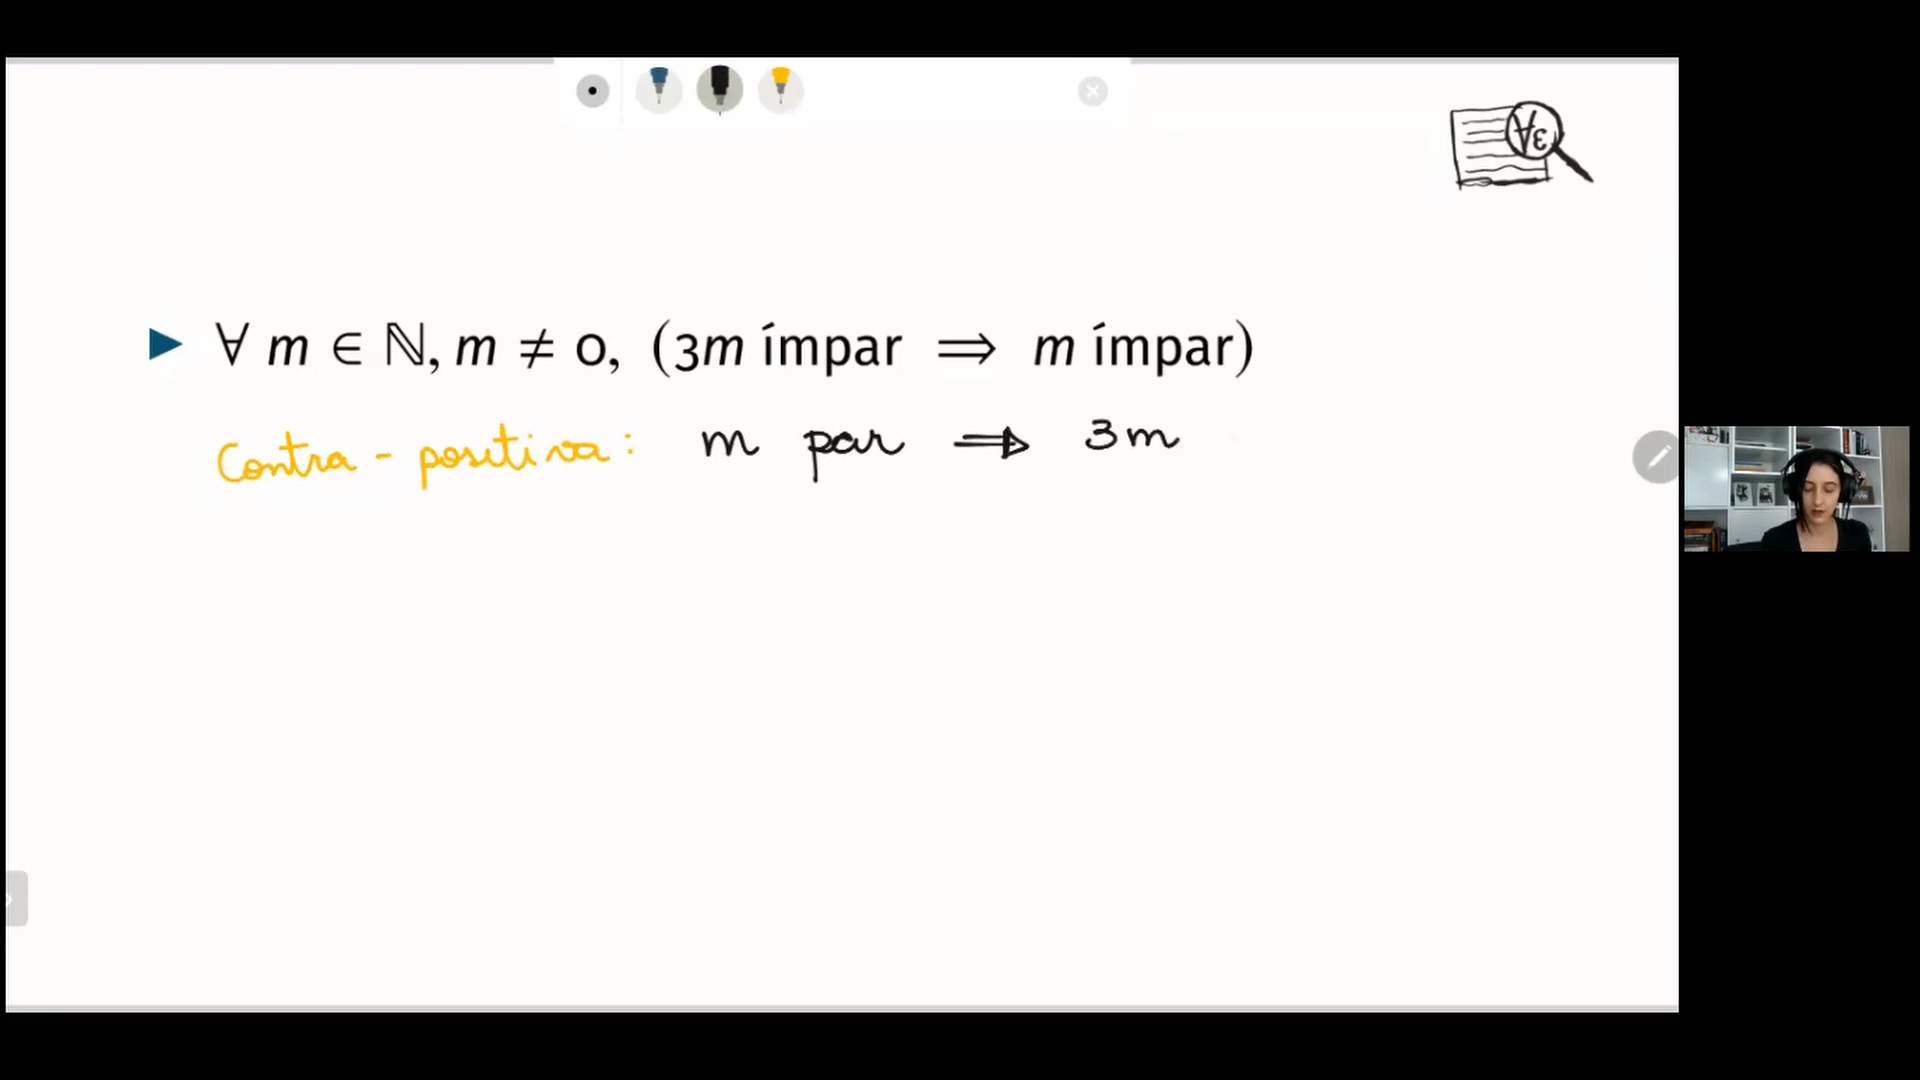 ∀ε
∀ m ∈ ℕ, m ≠ 0, (3m ímpar ⟹ m ímpar)
Contra-positiva: m par ⟹ 3m